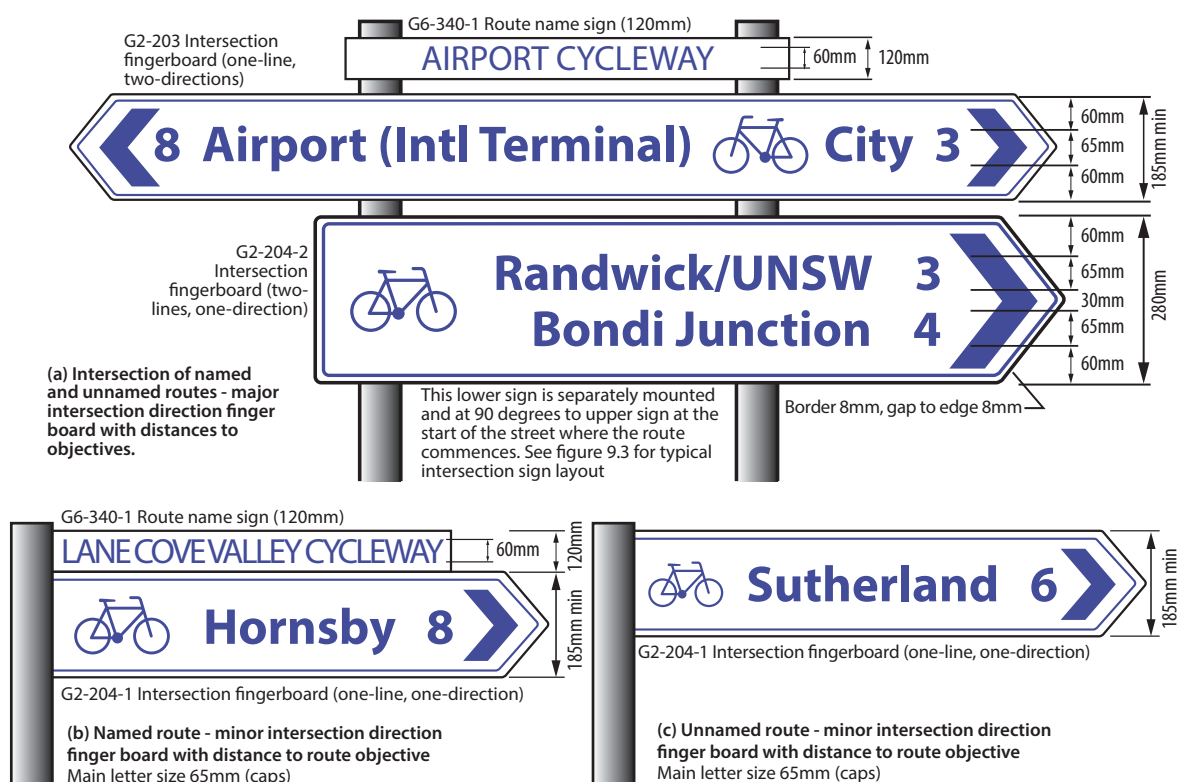 G6-340-1 Route name sign (120mm)
G2-203 Intersection
fingerboard (one-line,
two-directions)
AIRPORT CYCLEWAY
60mm
120mm
8 Airport (Intl Terminal) City 3
60mm
65mm
60mm
185mm min
G2-204-2
Intersection
fingerboard (two-
lines, one-direction)
Randwick/UNSW 3
Bondi Junction 4
60mm
65mm
30mm
65mm
60mm
280mm
(a) Intersection of named
and unnamed routes - major
intersection direction finger
board with distances to
objectives.
This lower sign is separately mounted
and at 90 degrees to upper sign at the
start of the street where the route
commences. See figure 9.3 for typical
intersection sign layout
Border 8mm, gap to edge 8mm
G6-340-1 Route name sign (120mm)
LANE COVE VALLEY CYCLEWAY
60mm
120mm
Hornsby 8
185mm min
G2-204-1 Intersection fingerboard (one-line, one-direction)
(b) Named route - minor intersection direction
finger board with distance to route objective
Main letter size 65mm (caps)
Sutherland 6
185mm min
G2-204-1 Intersection fingerboard (one-line, one-direction)
(c) Unnamed route - minor intersection direction
finger board with distance to route objective
Main letter size 65mm (caps)